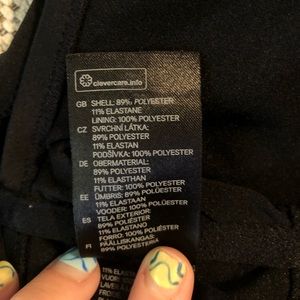 clevercare.info
GB SHELL: 89% POLYESTER
11% ELASTANE
LINING: 100% POLYESTER
CZ SVRCHNÍ LÁTKA:
89% POLYESTER
11% ELASTAN
PODŠÍVKA: 100% POLYESTER
DE OBERMATERIAL:
89% POLYESTER
11% ELASTHAN
FUTTER: 100% POLYESTER
EE ÜMBRIS: 89% POLÜESTER
11% ELASTAAN
VOODER: 100% POLÜESTER
ES TELA EXTERIOR:
89% POLIÉSTER
11% ELASTANO
FORRO: 100% POLIÉSTER
FI PÄÄLLISKANGAS:
89% POLYESTERIA
11% ELAS
VUORI